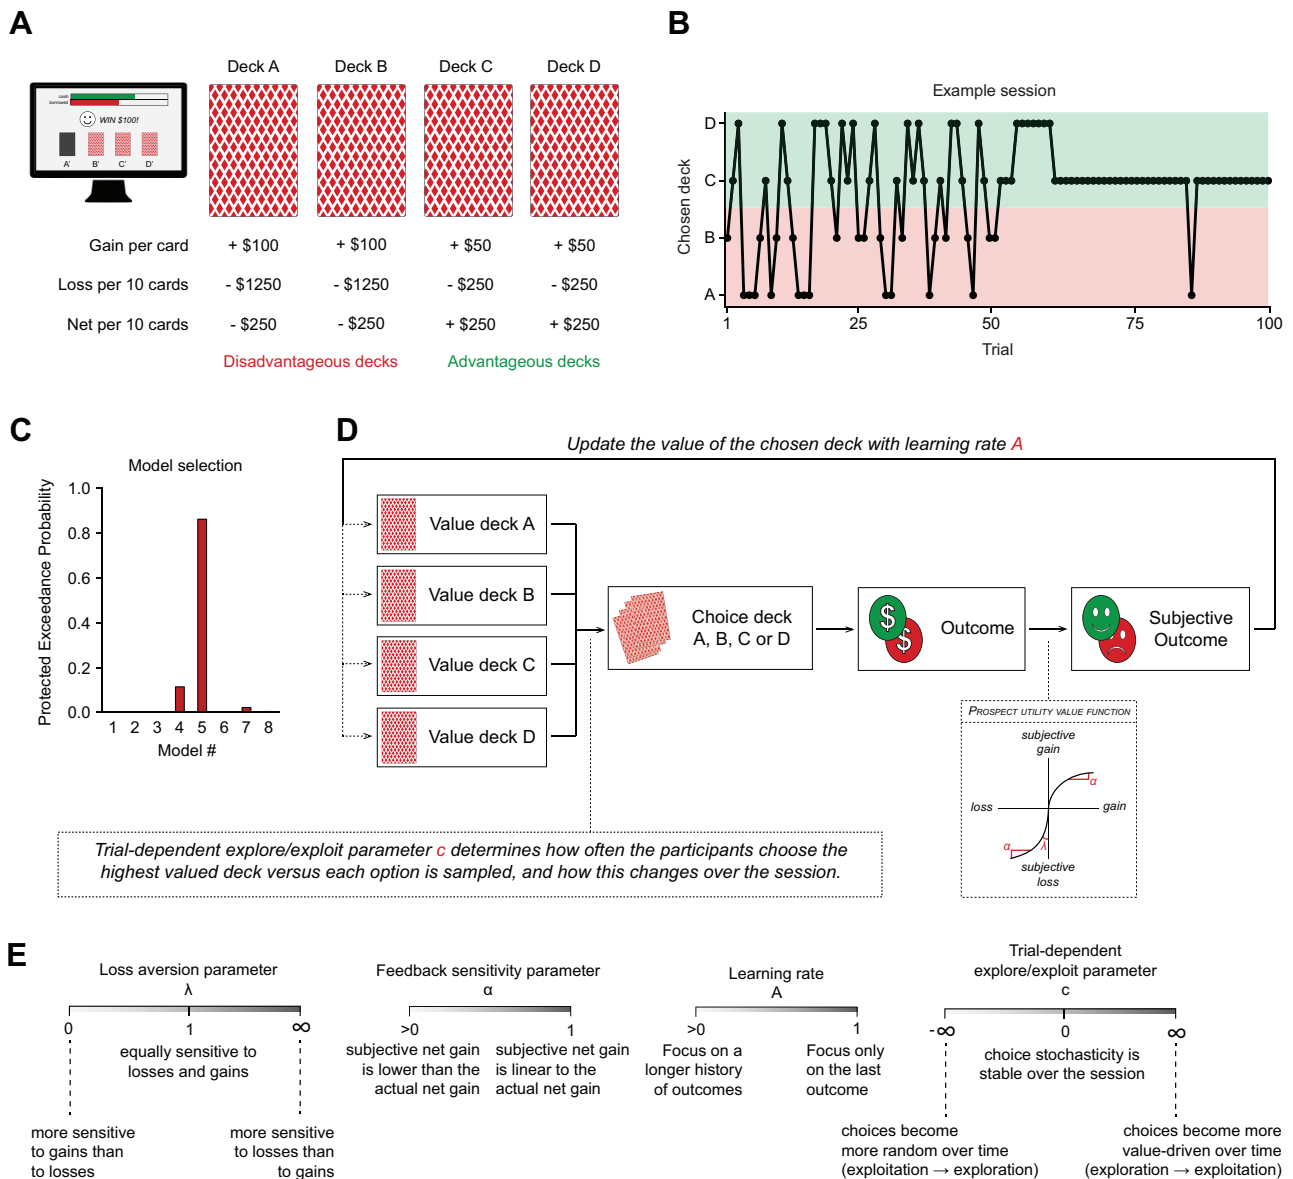 A
Deck A
Deck B
Deck C
Deck D
cash
borrowed
WIN $100!
A'
B'
C'
D'
Gain per card
+ $100
+ $100
+ $50
+ $50
Loss per 10 cards
- $1250
- $1250
- $250
- $250
Net per 10 cards
- $250
- $250
+ $250
+ $250
Disadvantageous decks
Advantageous decks
B
Example session
Chosen deck
D
C
B
A
1
25
50
75
100
Trial
C
Model selection
Protected Exceedance Probability
1.0
0.8
0.6
0.4
0.2
0.0
1 2 3 4 5 6 7 8
Model #
D
Update the value of the chosen deck with learning rate A
Value deck A
Value deck B
Value deck C
Value deck D
Choice deck
A, B, C or D
$
$
Outcome
Subjective
Outcome
PROSPECT UTILITY VALUE FUNCTION
subjective
gain
α
loss
gain
α
λ
subjective
loss
Trial-dependent explore/exploit parameter c determines how often the participants choose the
highest valued deck versus each option is sampled, and how this changes over the session.
E
Loss aversion parameter
λ
0
1
∞
equally sensitive to
losses and gains
more sensitive
to gains than
to losses
more sensitive
to losses than
to gains
Feedback sensitivity parameter
α
>0
1
subjective net gain
is lower than the
actual net gain
subjective net gain
is linear to the
actual net gain
Learning rate
A
>0
1
Focus on a
longer history
of outcomes
Focus only
on the last
outcome
Trial-dependent
explore/exploit parameter
c
-∞
0
∞
choice stochasticity is
stable over the session
choices become
more random over time
(exploitation → exploration)
choices become more
value-driven over time
(exploration → exploitation)